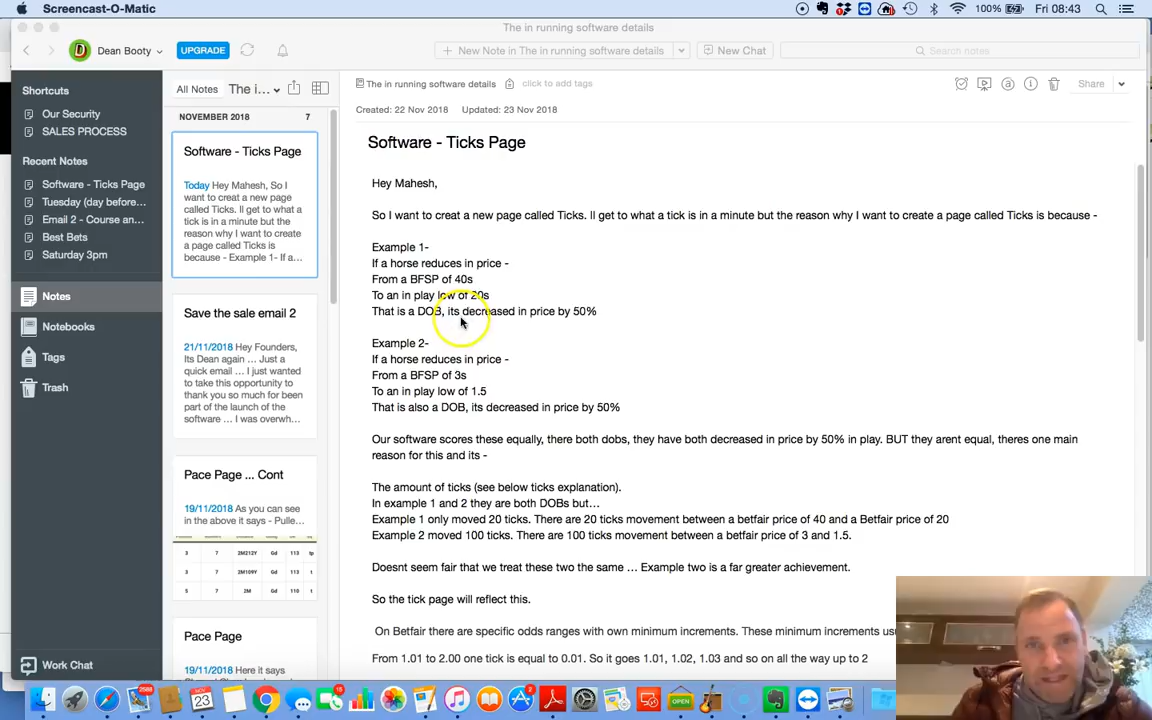 Screencast-O-Matic
100%
Fri 08:43
The in running software details
Dean Booty
UPGRADE
New Note in The in running software details
New Chat
Search notes
Shortcuts
Our Security
SALES PROCESS
Recent Notes
Software - Ticks Page
Tuesday (day before...
Email 2 - Course an...
Best Bets
Saturday 3pm
Notes
Notebooks
Tags
Trash
Work Chat
All Notes
The i...
NOVEMBER 2018
7
Software - Ticks Page
Today Hey Mahesh, So I
want to creat a new page
called Ticks. Il get to what a
tick is in a minute but the
reason why I want to create
a page called Ticks is
because - Example 1- If a...
Save the sale email 2
21/11/2018 Hey Founders,
Its Dean again ... Just a
quick email ... I just wanted
to take this opportunity to
thank you so much for been
part of the launch of the
software ... I was overwh...
Pace Page ... Cont
19/11/2018 As you can see
in the above it says - Pulle...
3 7 2M212Y Gd 113
3 7 2M109Y Gd 113
5 7 2M Gd 110
Pace Page
19/11/2018 Here it says
The in running software details
click to add tags
Share
Created: 22 Nov 2018 Updated: 23 Nov 2018
Software - Ticks Page
Hey Mahesh,
So I want to creat a new page called Ticks. Il get to what a tick is in a minute but the reason why I want to create a page called Ticks is because -
Example 1-
If a horse reduces in price -
From a BFSP of 40s
To an in play low of 20s
That is a DOB, its decreased in price by 50%
Example 2-
If a horse reduces in price -
From a BFSP of 3s
To an in play low of 1.5
That is also a DOB, its decreased in price by 50%
Our software scores these equally, there both dobs, they have both decreased in price by 50% in play. BUT they arent equal, theres one main
reason for this and its -
The amount of ticks (see below ticks explanation).
In example 1 and 2 they are both DOBs but...
Example 1 only moved 20 ticks. There are 20 ticks movement between a betfair price of 40 and a Betfair price of 20
Example 2 moved 100 ticks. There are 100 ticks movement between a betfair price of 3 and 1.5.
Doesnt seem fair that we treat these two the same ... Example two is a far greater achievement.
So the tick page will reflect this.
On Betfair there are specific odds ranges with own minimum increments. These minimum increments
From 1.01 to 2.00 one tick is equal to 0.01. So it goes 1.01, 1.02, 1.03 and so on all the way up to 2